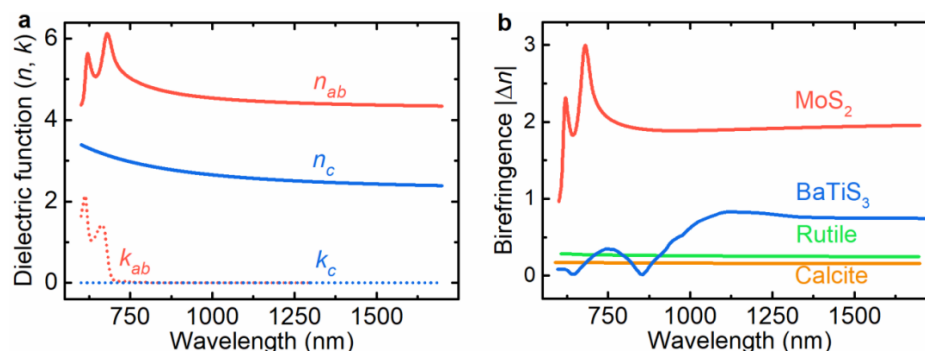 a
Dielectric function (n, k)
6
4
2
0
n_ab
n_c
k_ab
k_c
750 1000 1250 1500
Wavelength (nm)
b
Birefringence |Δn|
3
2
1
0
MoS₂
BaTiS₃
Rutile
Calcite
750 1000 1250 1500
Wavelength (nm)